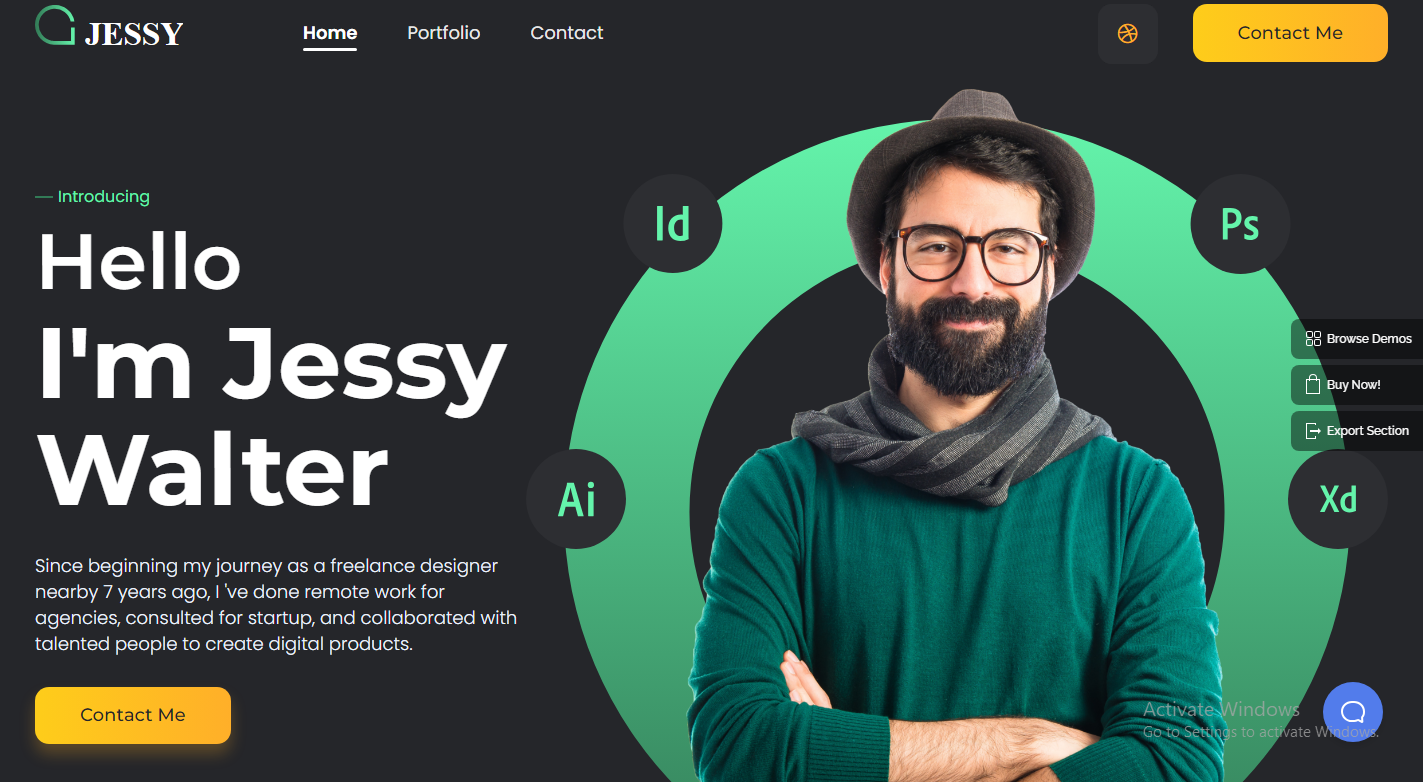 JESSY
Home
Portfolio
Contact
Contact Me
— Introducing
Hello
I'm Jessy
Walter
Since beginning my journey as a freelance designer
nearby 7 years ago, I 've done remote work for
agencies, consulted for startup, and collaborated with
talented people to create digital products.
Contact Me
Id
Ps
Ai
Xd
Browse Demos
Buy Now!
Export Section
Activate Windows
Go to Settings to activate Windows.